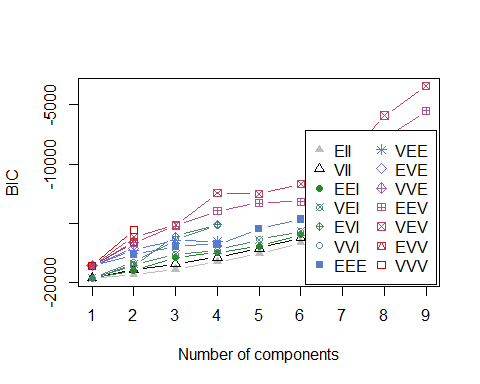 -5000
-10000
-20000
BIC
EII
VII
EEI
VEI
EVI
VVI
EEE
VEE
EVE
VVE
EEV
VEV
EVV
VVV
1 2 3 4 5 6 7 8 9
Number of components